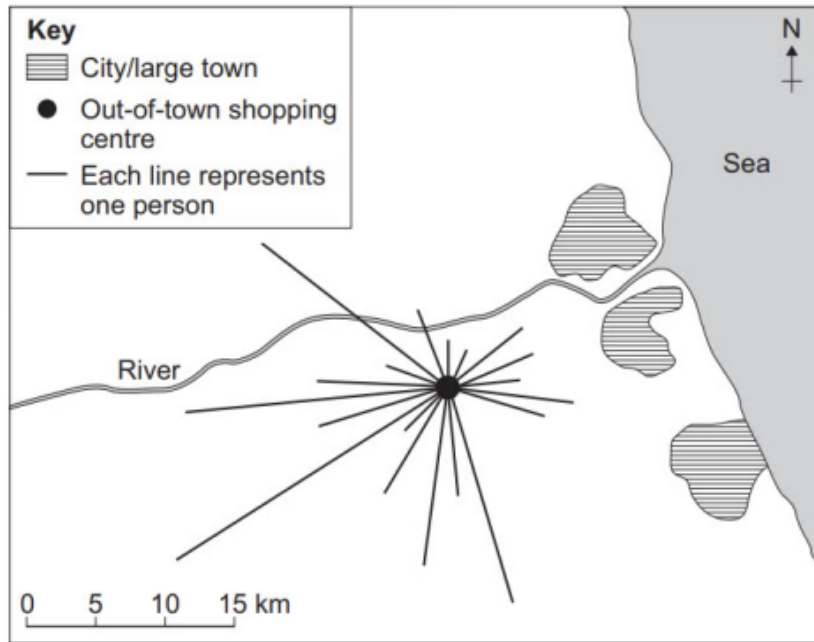 Key
City/large town
Out-of-town shopping
centre
Each line represents
one person
N
Sea
River
0 5 10 15 km